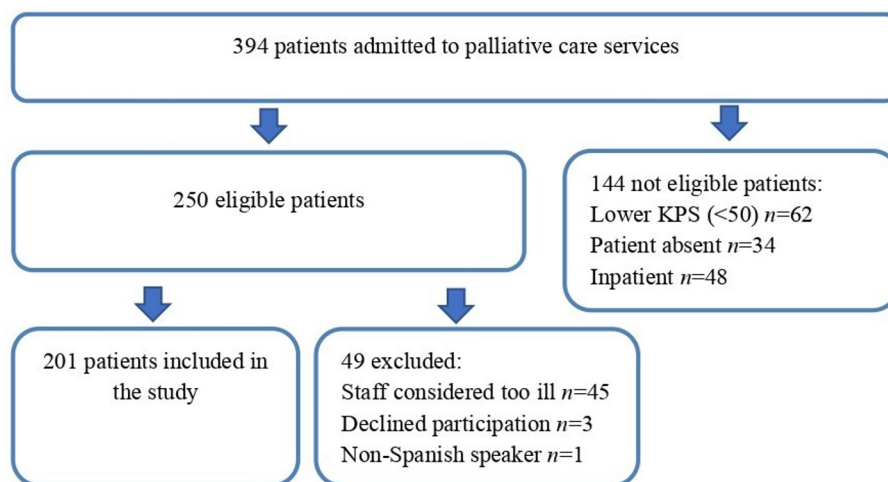 394 patients admitted to palliative care services
250 eligible patients
144 not eligible patients:
Lower KPS (<50) n=62
Patient absent n=34
Inpatient n=48
201 patients included in
the study
49 excluded:
Staff considered too ill n=45
Declined participation n=3
Non-Spanish speaker n=1